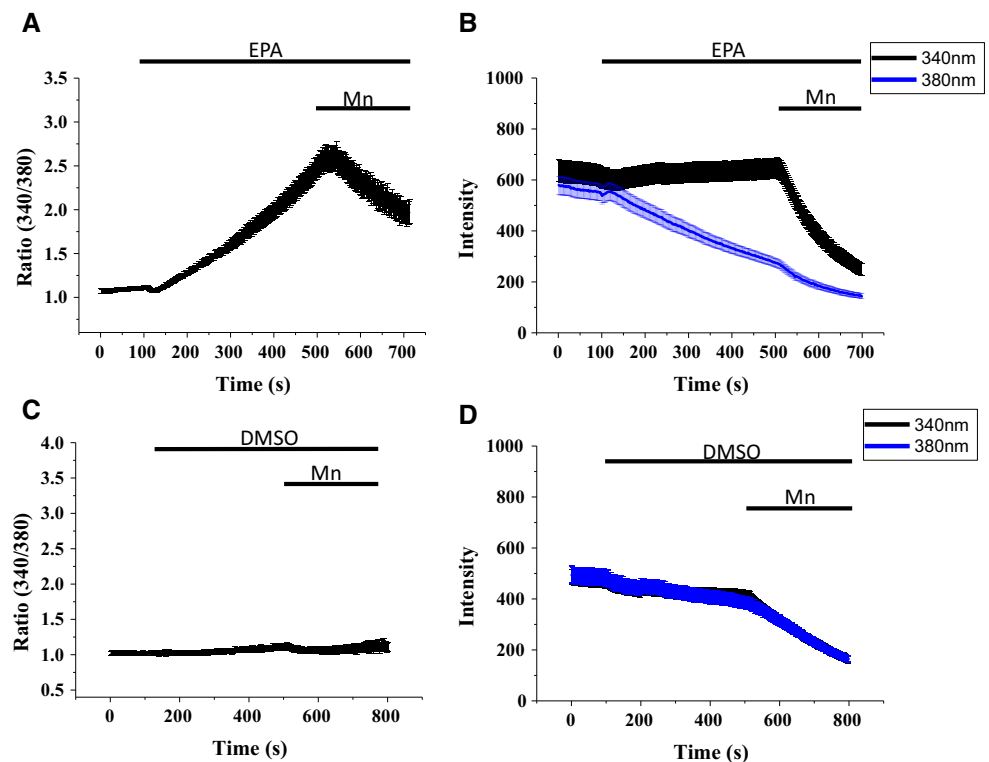 A
EPA
Mn
3.5
3.0
2.5
2.0
1.5
1.0
Ratio (340/380)
0 100 200 300 400 500 600 700
Time (s)
B
340nm
380nm
EPA
Mn
1000
800
600
400
200
0
Intensity
0 100 200 300 400 500 600 700
Time (s)
C
DMSO
Mn
4.0
3.5
3.0
2.5
2.0
1.5
1.0
0.5
Ratio (340/380)
0 200 400 600 800
Time (s)
D
340nm
380nm
DMSO
Mn
1000
800
600
400
200
0
Intensity
0 200 400 600 800
Time (s)